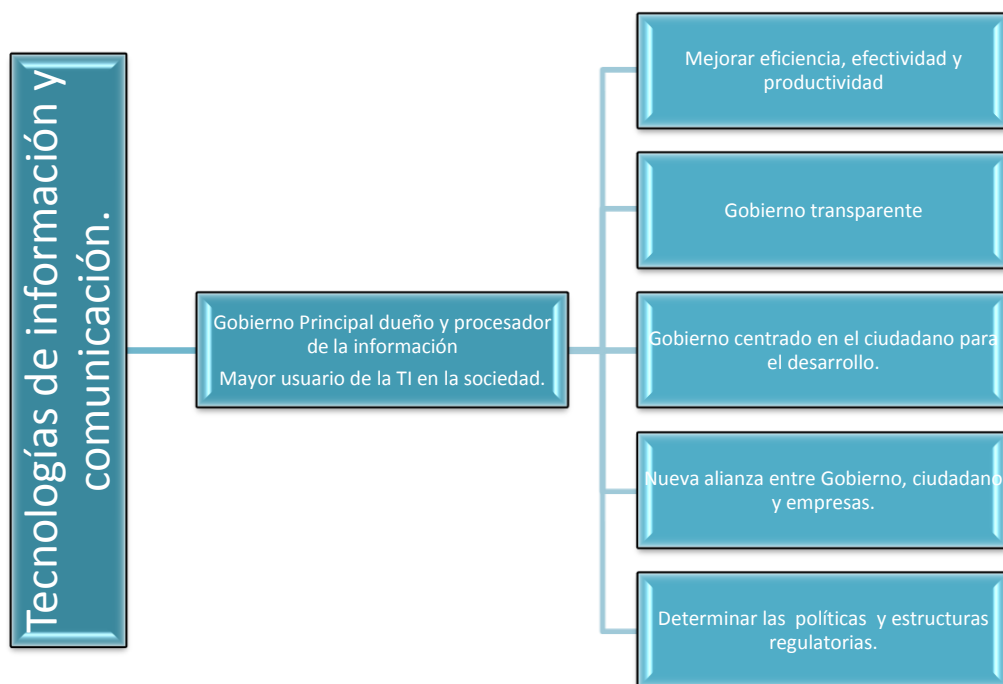 Tecnologías de información y
comunicación.
Gobierno Principal dueño y procesador
de la información
Mayor usuario de la TI en la sociedad.
Mejorar eficiencia, efectividad y
productividad
Gobierno transparente
Gobierno centrado en el ciudadano para
el desarrollo.
Nueva alianza entre Gobierno, ciudadano
y empresas.
Determinar las políticas y estructuras
regulatorias.